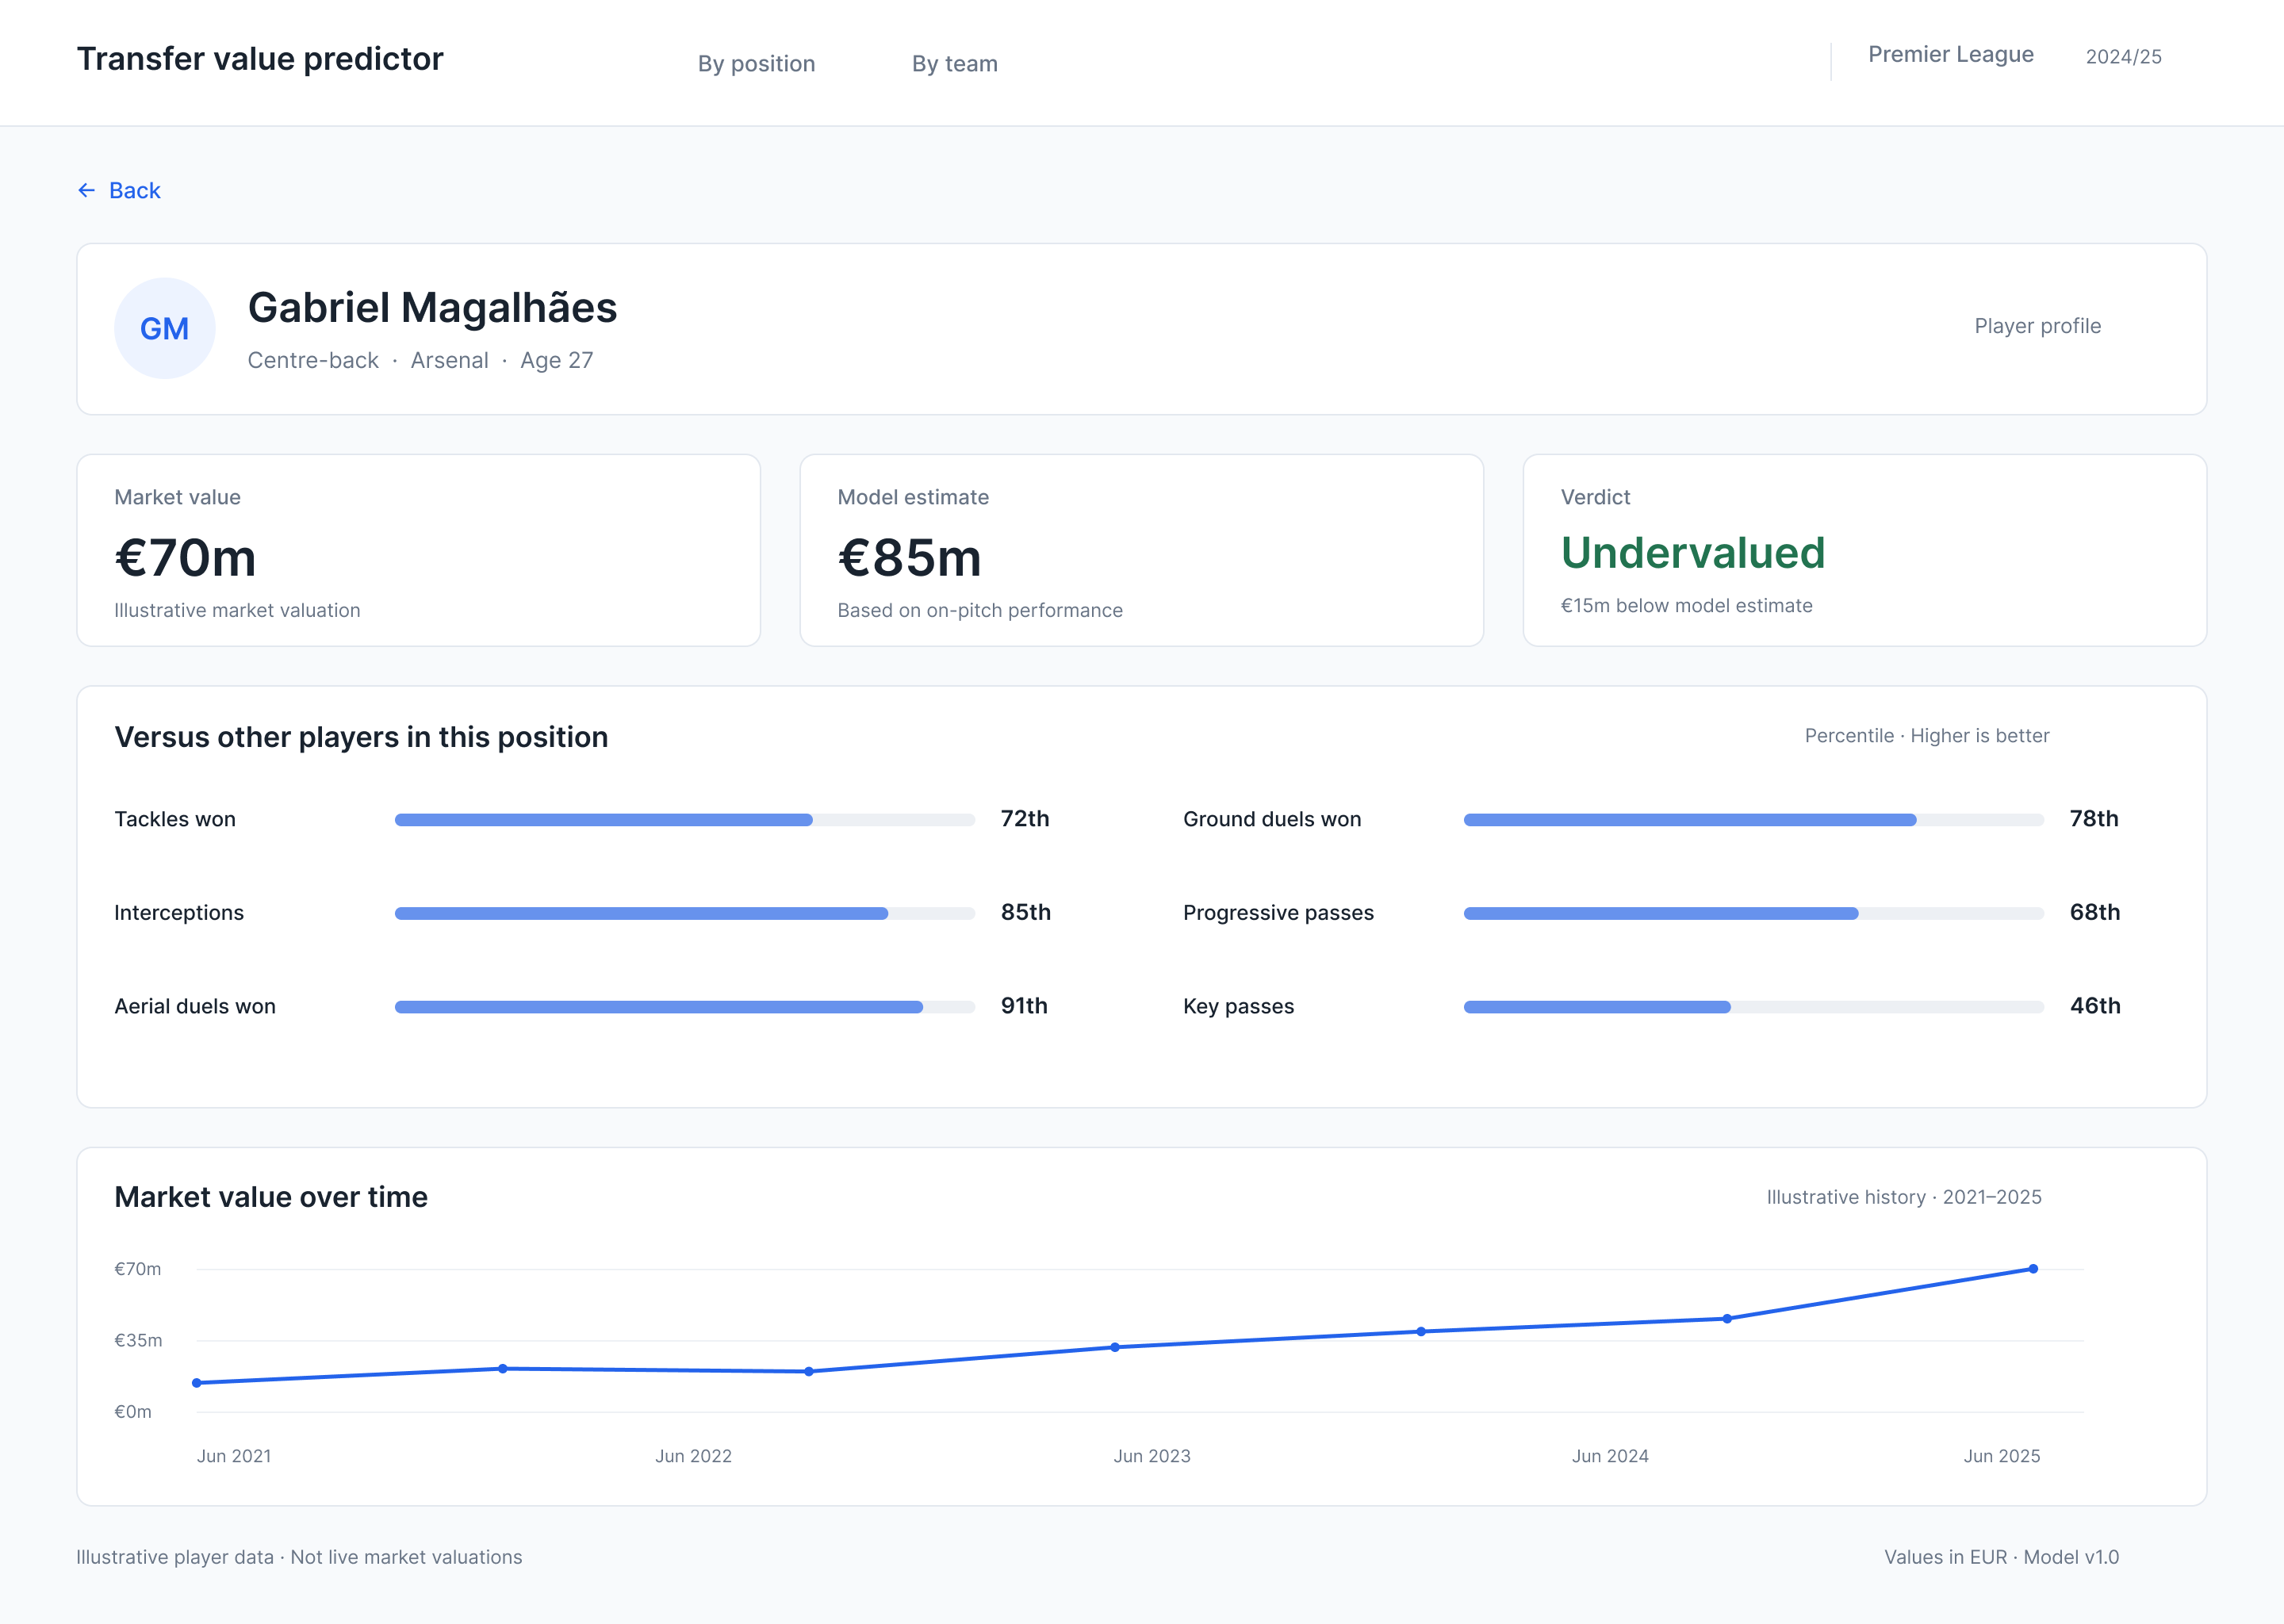 Transfer value predictor
By position
By team
Premier League
2024/25
← Back
GM
Gabriel Magalhães
Centre-back · Arsenal · Age 27
Player profile
Market value
€70m
Illustrative market valuation
Model estimate
€85m
Based on on-pitch performance
Verdict
Undervalued
€15m below model estimate
Versus other players in this position
Percentile · Higher is better
Tackles won
72th
Ground duels won
78th
Interceptions
85th
Progressive passes
68th
Aerial duels won
91th
Key passes
46th
Market value over time
Illustrative history · 2021–2025
€70m
€35m
€0m
Jun 2021
Jun 2022
Jun 2023
Jun 2024
Jun 2025
Illustrative player data · Not live market valuations
Values in EUR · Model v1.0